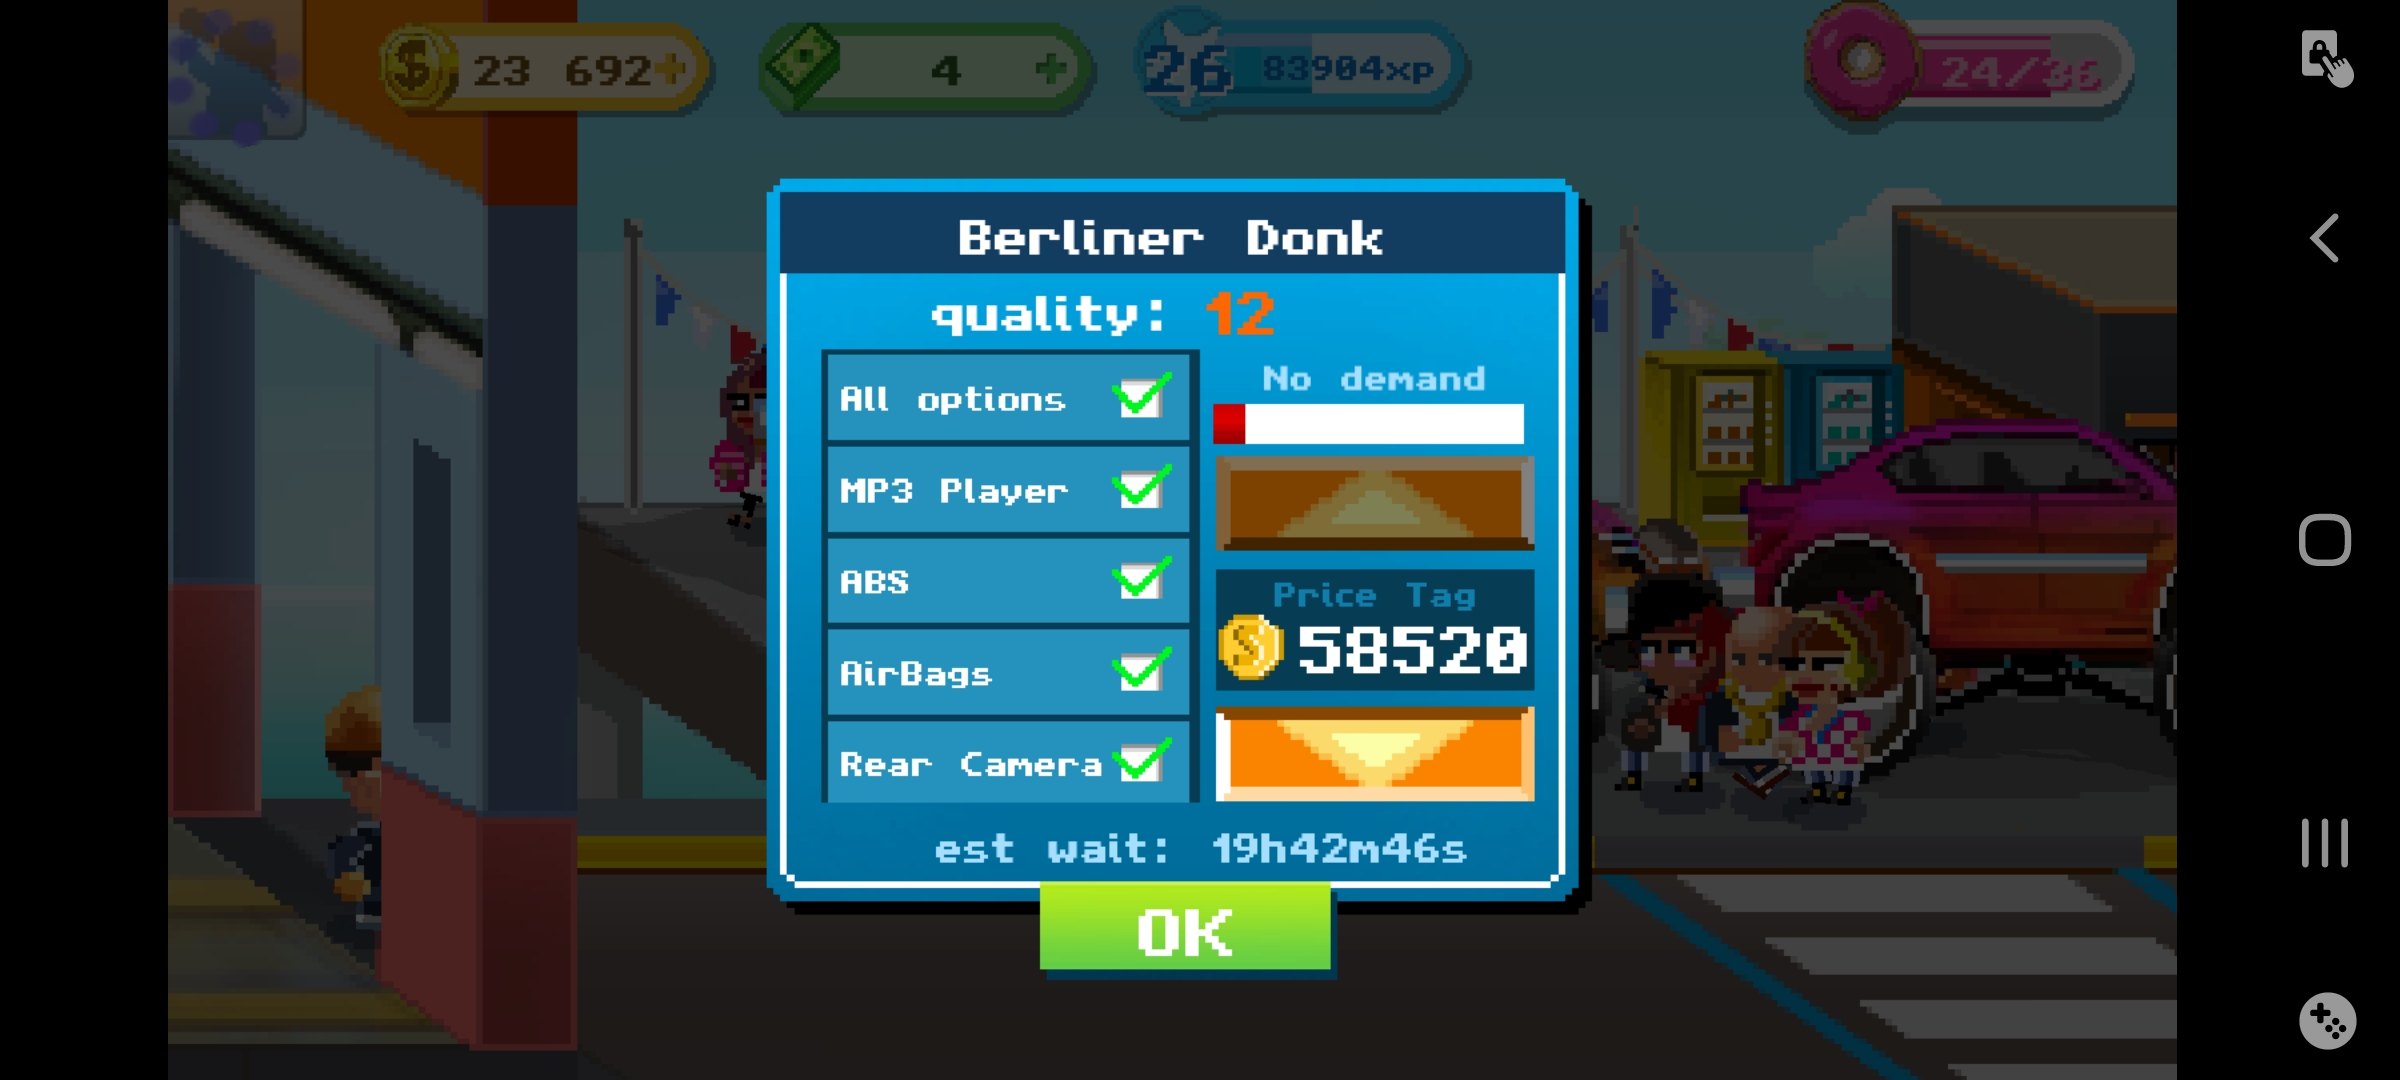 23 692+
4 +
26 83904xp
24/36
Berliner Donk
quality: 12
All options
MP3 Player
ABS
AirBags
Rear Camera
No demand
Price Tag
58520
est wait: 19h42m46s
OK